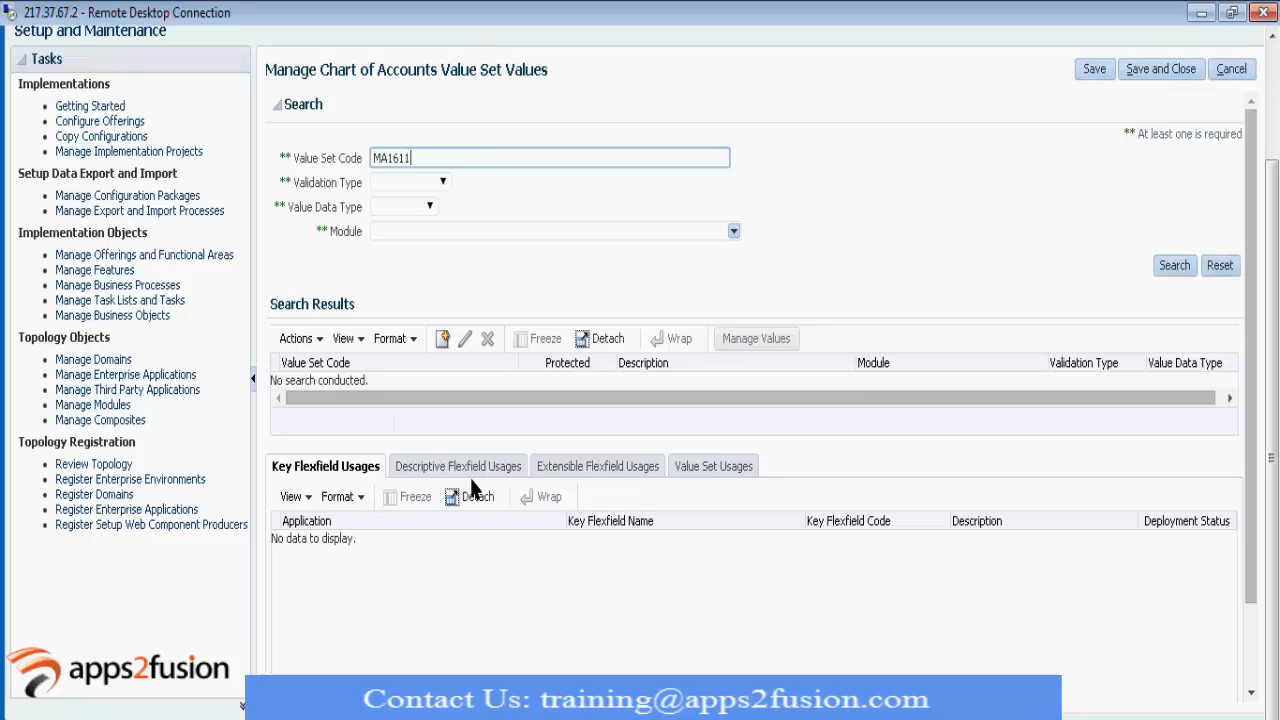 217.37.67.2 - Remote Desktop Connection
Setup and Maintenance
Tasks
Implementations
Getting Started
Configure Offerings
Copy Configurations
Manage Implementation Projects
Setup Data Export and Import
Manage Configuration Packages
Manage Export and Import Processes
Implementation Objects
Manage Offerings and Functional Areas
Manage Features
Manage Business Processes
Manage Task Lists and Tasks
Manage Business Objects
Topology Objects
Manage Domains
Manage Enterprise Applications
Manage Third Party Applications
Manage Modules
Manage Composites
Topology Registration
Review Topology
Register Enterprise Environments
Register Domains
Register Enterprise Applications
Register Setup Web Component Producers
Manage Chart of Accounts Value Set Values
Save Save and Close Cancel
Search
** At least one is required
** Value Set Code MA1611
** Validation Type
** Value Data Type
** Module
Search Reset
Search Results
Actions View Format Freeze Detach Wrap Manage Values
Value Set Code Protected Description Module Validation Type Value Data Type
No search conducted.
Key Flexfield Usages Descriptive Flexfield Usages Extensible Flexfield Usages Value Set Usages
View Format Freeze Detach Wrap
Application Key Flexfield Name Key Flexfield Code Description Deployment Status
No data to display.
apps2fusion
Contact Us: training@apps2fusion.com